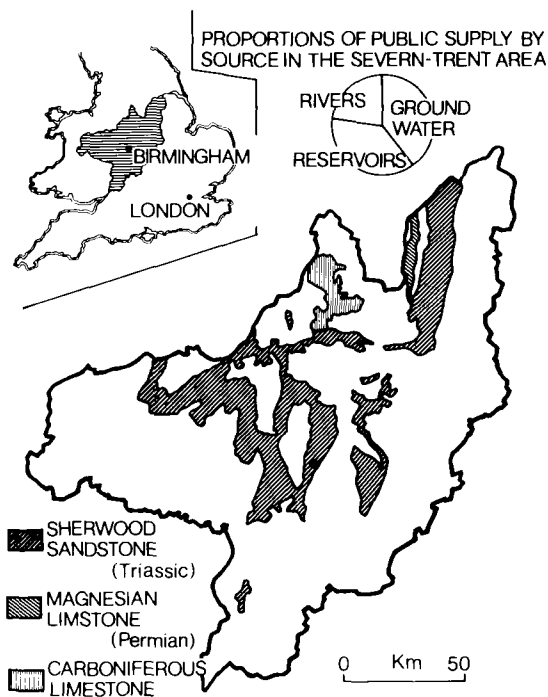 PROPORTIONS OF PUBLIC SUPPLY BY
SOURCE IN THE SEVERN-TRENT AREA
RIVERS
GROUND
WATER
RESERVOIRS
BIRMINGHAM
LONDON
SHERWOOD
SANDSTONE
(Triassic)
MAGNESIAN
LIMSTONE
(Permian)
CARBONIFEROUS
LIMESTONE
0 Km 50